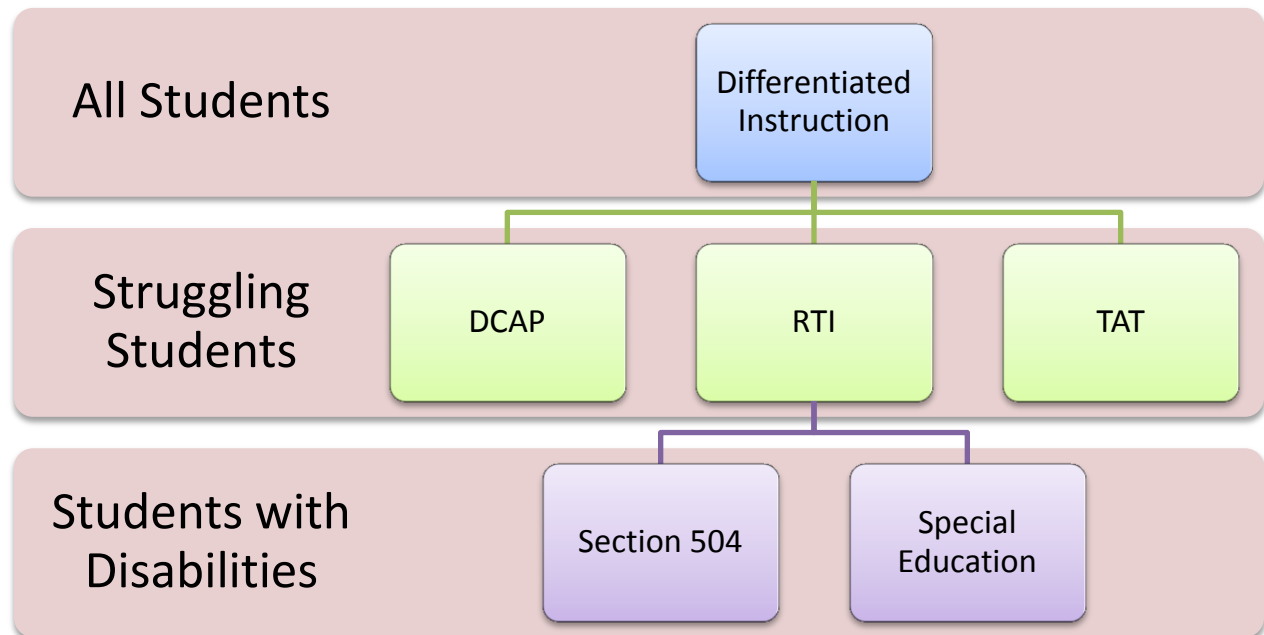 All Students
Differentiated
Instruction
Struggling
Students
DCAP
RTI
TAT
Students with
Disabilities
Section 504
Special
Education